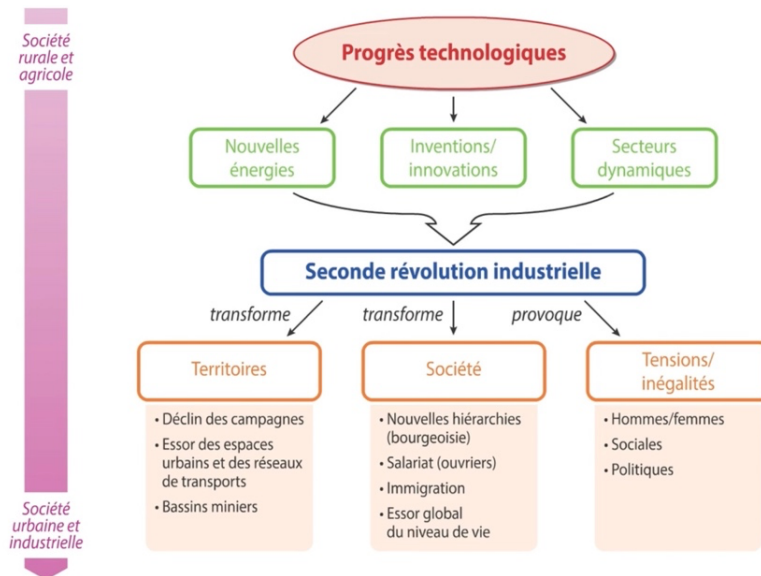 Société
rurale et
agricole
Progrès technologiques
Nouvelles
énergies
Inventions/
innovations
Secteurs
dynamiques
Seconde révolution industrielle
transforme
transforme
provoque
Territoires
• Déclin des campagnes
• Essor des espaces
urbains et des réseaux
de transports
• Bassins miniers
Société
• Nouvelles hiérarchies
(bourgeoisie)
• Salariat (ouvriers)
• Immigration
• Essor global
du niveau de vie
Tensions/
inégalités
• Hommes/femmes
• Sociales
• Politiques
Société
urbaine et
industrielle